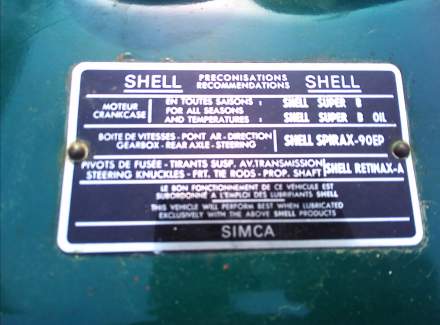 SHELL PRECONISATIONS RECOMMENDATIONS SHELL
MOTEUR CRANKCASE
EN TOUTES SAISONS : SHELL SUPER B
FOR ALL SEASONS
AND TEMPERATURES : SHELL SUPER B OIL
BOITE DE VITESSES - PONT AR - DIRECTION
GEARBOX - REAR AXLE - STEERING
SHELL SPIRAX-90EP
PIVOTS DE FUSÉE - TIRANTS SUSP. AV. TRANSMISSION
STEERING KNUCKLES - FRT. TIE RODS - PROP. SHAFT
SHELL RETINAX-A
LE BON FONCTIONNEMENT DE CE VÉHICULE EST
SUBORDONNÉ A L'EMPLOI DES LUBRIFIANTS SHELL
THIS VEHICLE WILL PERFORM BEST WHEN LUBRICATED
EXCLUSIVELY WITH THE ABOVE SHELL PRODUCTS
SIMCA